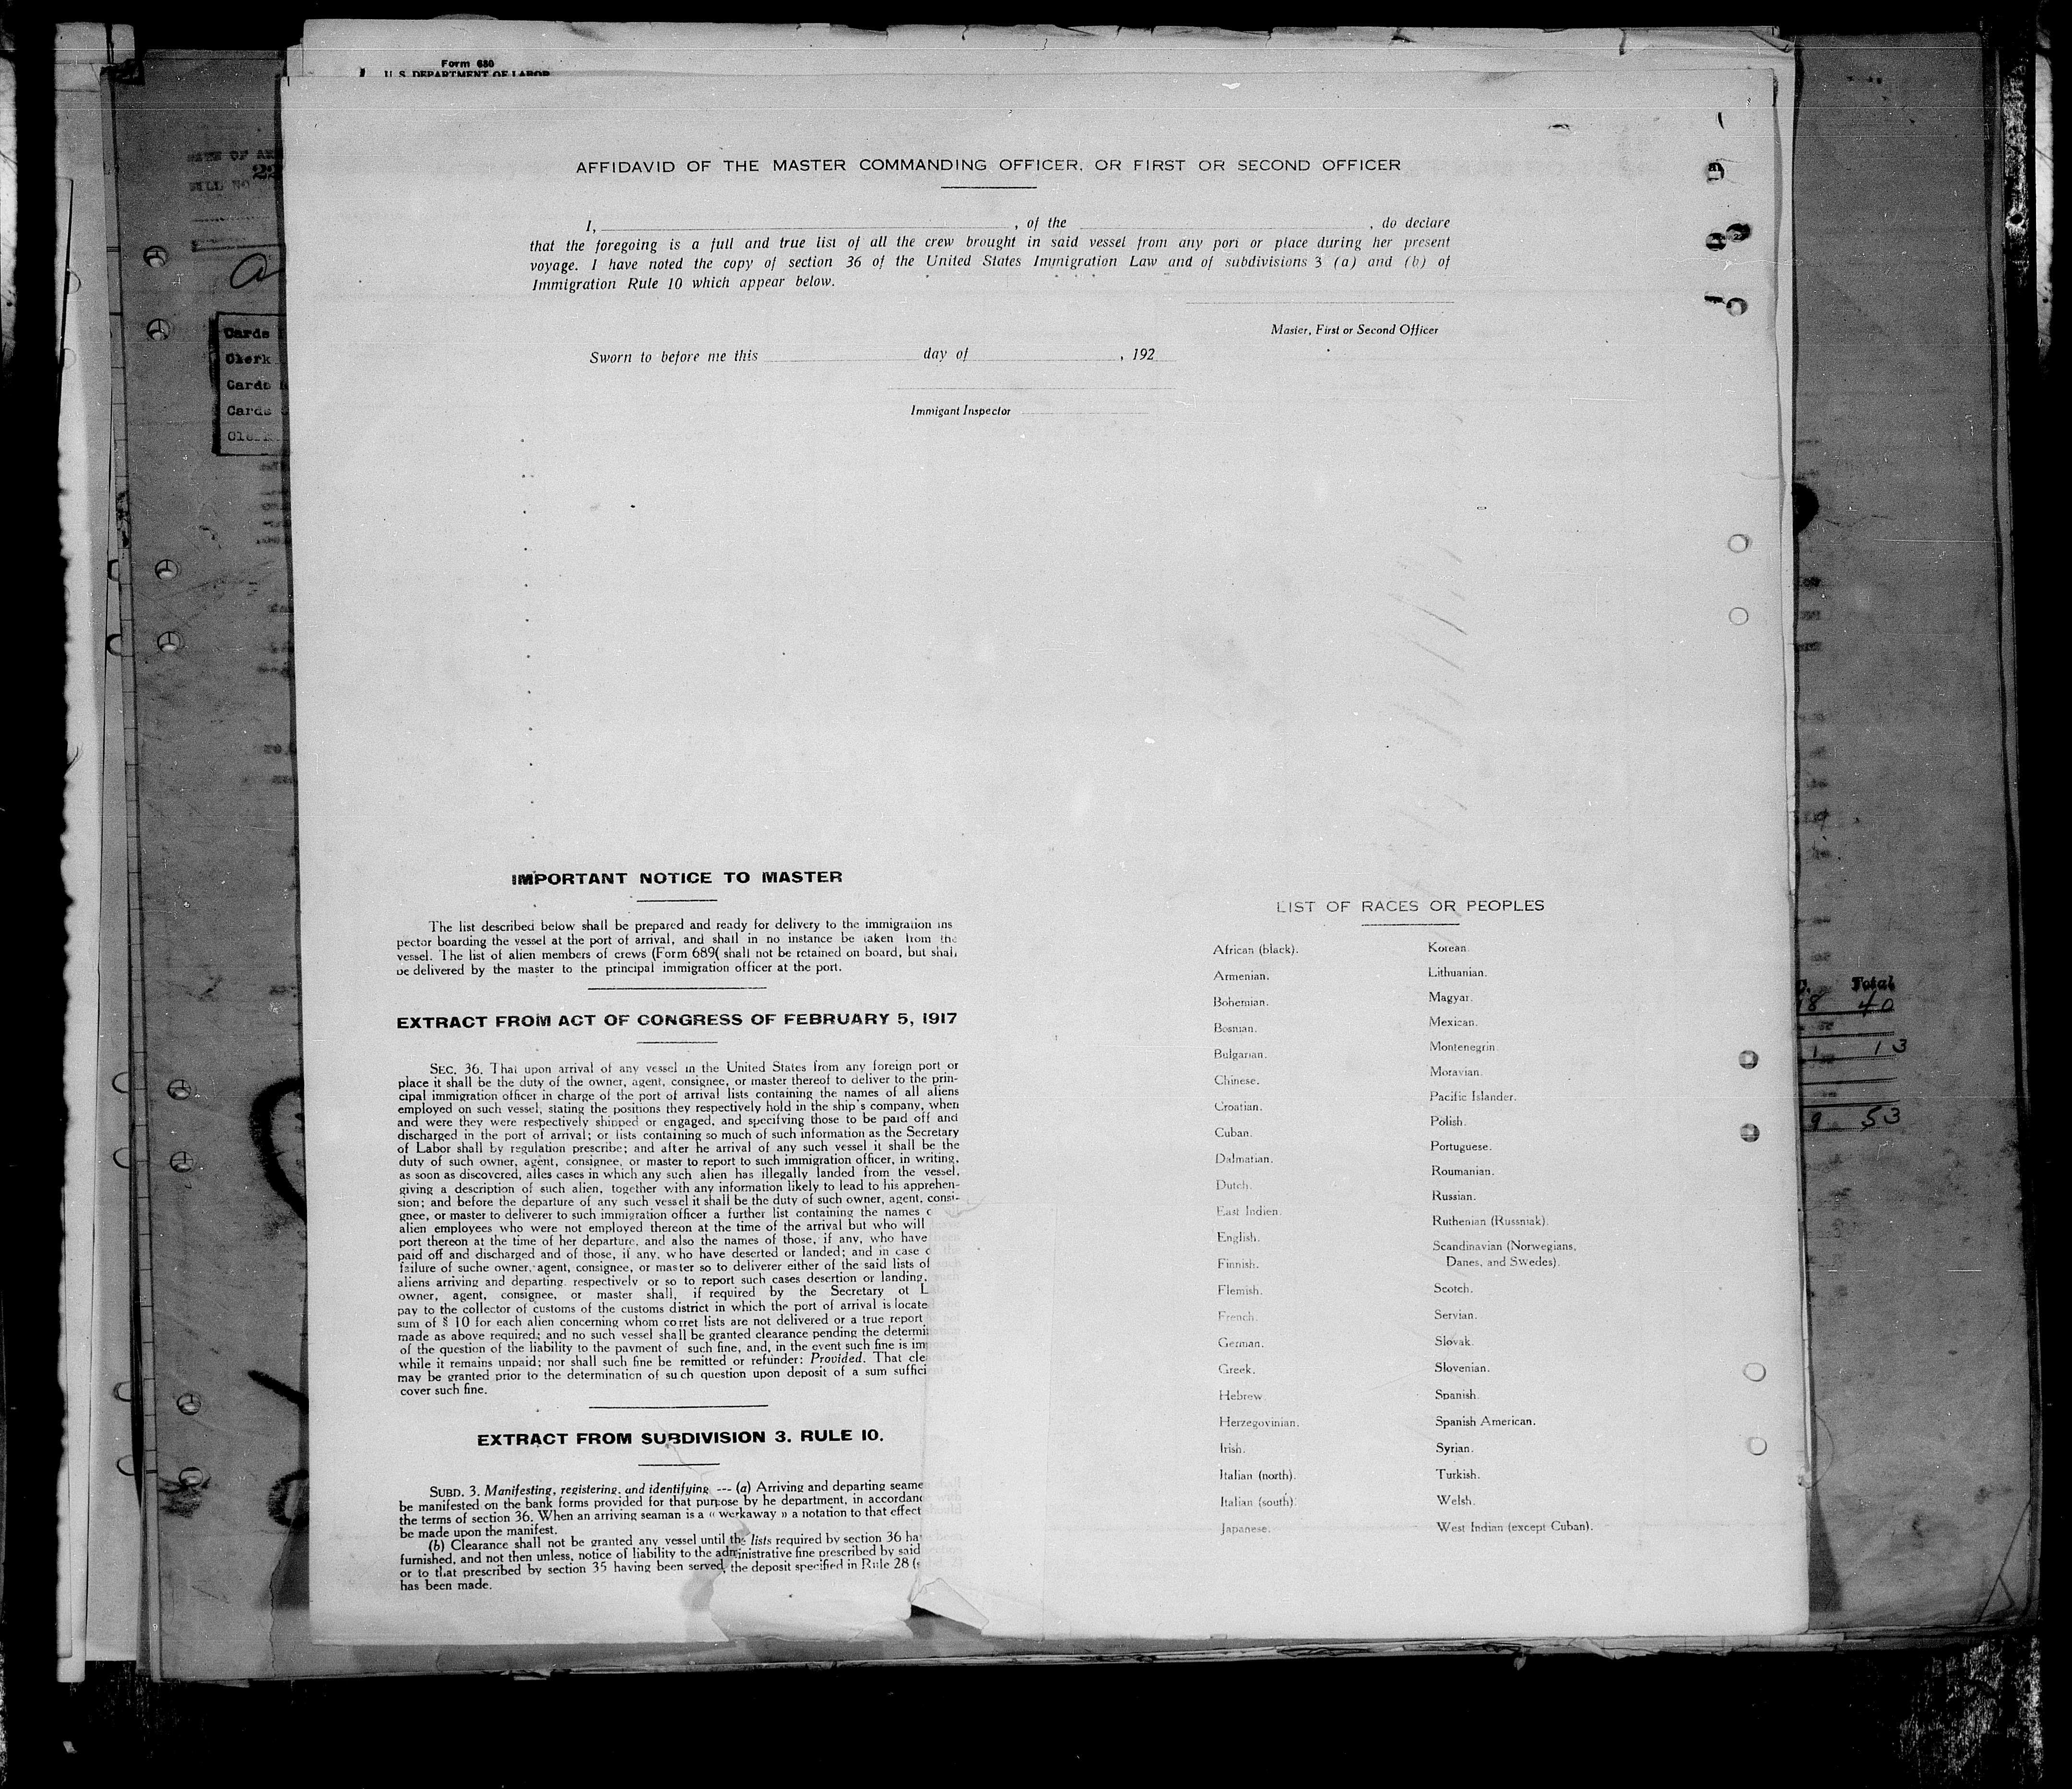 Form 680
U. S. DEPARTMENT OF LABOR
AFFIDAVID OF THE MASTER COMMANDING OFFICER, OR FIRST OR SECOND OFFICER
I, , of the , do declare
that the foregoing is a full and true list of all the crew brought in said vessel from any pori or place during her present
voyage. I have noted the copy of section 36 of the United States Immigration Law and of subdivisions 3 (a) and (b) of
Immigration Rule 10 which appear below.
Master, First or Second Officer
Sworn to before me this day of , 192
Immigant Inspector
Cards
Clerk
Cards
Cards
IMPORTANT NOTICE TO MASTER
The list described below shall be prepared and ready for delivery to the immigration ins
pector boarding the vessel at the port of arrival, and shall in no instance be taken from the
vessel. The list of alien members of crews (Form 689( shall not be retained on board, but shall
be delivered by the master to the principal immigration officer at the port.
EXTRACT FROM ACT OF CONGRESS OF FEBRUARY 5, 1917
SEC. 36. That upon arrival of any vessel in the United States from any foreign port or
place it shall be the duty of the owner, agent, consignee, or master thereof to deliver to the prin-
cipal immigration officer in charge of the port of arrival lists containing the names of all aliens
employed on such vessel, stating the positions they respectively hold in the ship's company, when
and were they were respectively shipped or engaged, and specifying those to be paid off and
discharged in the port of arrival; or lists containing so much of such information as the Secretary
of Labor shall by regulation prescribe; and after he arrival of any such vessel it shall be the
duty of such owner, agent, consignee, or master to report to such immigration officer, in writing,
as soon as discovered, alles cases in which any such alien has illegally landed from the vessel,
giving a description of such alien, together with any information likely to lead to his apprehen-
sion; and before the departure of any such vessel it shall be the duty of such owner, agent, consi-
gnee, or master to deliverer to such immigration officer a further list containing the names
alien employees who were not employed thereon at the time of the arrival but who will
port thereon at the time of her departure, and also the names of those, if any, who have
paid off and discharged and of those, if any, who have deserted or landed; and in case
failure of suche owner, agent, consignee, or master so to deliverer either of the said lists of
aliens arriving and departing. respectively or so to report such cases desertion or landing,
owner, agent, consignee, or master shall, if required by the Secretary ot L
pay to the collector of customs of the customs district in which the port of arrival is locate
sum of § 10 for each alien concerning whom corret lists are not delivered or a true report
made as above required; and no such vessel shall be granted clearance pending the determi
of the question of the liability to the payment of such fine, and, in the event such fine is im
while it remains unpaid; nor shall such fine be remitted or refunder: Provided. That cle
may be granted prior to the determination of such question upon deposit of a sum suffici
cover such fine.
EXTRACT FROM SUBDIVISION 3. RULE 10.
SUBD. 3. Manifesting, registering, and identifying --- (a) Arriving and departing seame
be manifested on the bank forms provided for that purpose by he department, in accordanc
the terms of section 36. When an arriving seaman is a « werkaway » a notation to that effect
be made upon the manifest.
(b) Clearance shall not be granted any vessel until the lists required by section 36 ha
furnished, and not then unless, notice of liability to the administrative fine prescribed by said
or to that prescribed by section 35 having been served, the deposit specified in Rule 28
has been made.
LIST OF RACES OR PEOPLES
African (black).
Armenian.
Bohemian.
Bosnian.
Bulgarian.
Chinese.
Croatian.
Cuban.
Dalmatian.
Dutch.
East Indien.
English.
Finnish.
Flemish.
French.
German.
Greek.
Hebrew.
Herzegovinian.
Irish.
Italian (north).
Italian (south).
Japanese.
Korean.
Lithuanian.
Magyar.
Mexican.
Montenegrin.
Moravian.
Pacific Islander.
Polish.
Portuguese.
Roumanian.
Russian.
Ruthenian (Russniak).
Scandinavian (Norwegians,
Danes, and Swedes).
Scotch.
Servian.
Slovak.
Slovenian.
Spanish.
Spanish American.
Syrian.
Turkish.
Welsh.
West Indian (except Cuban).
Total
18 40
1 13
9 53